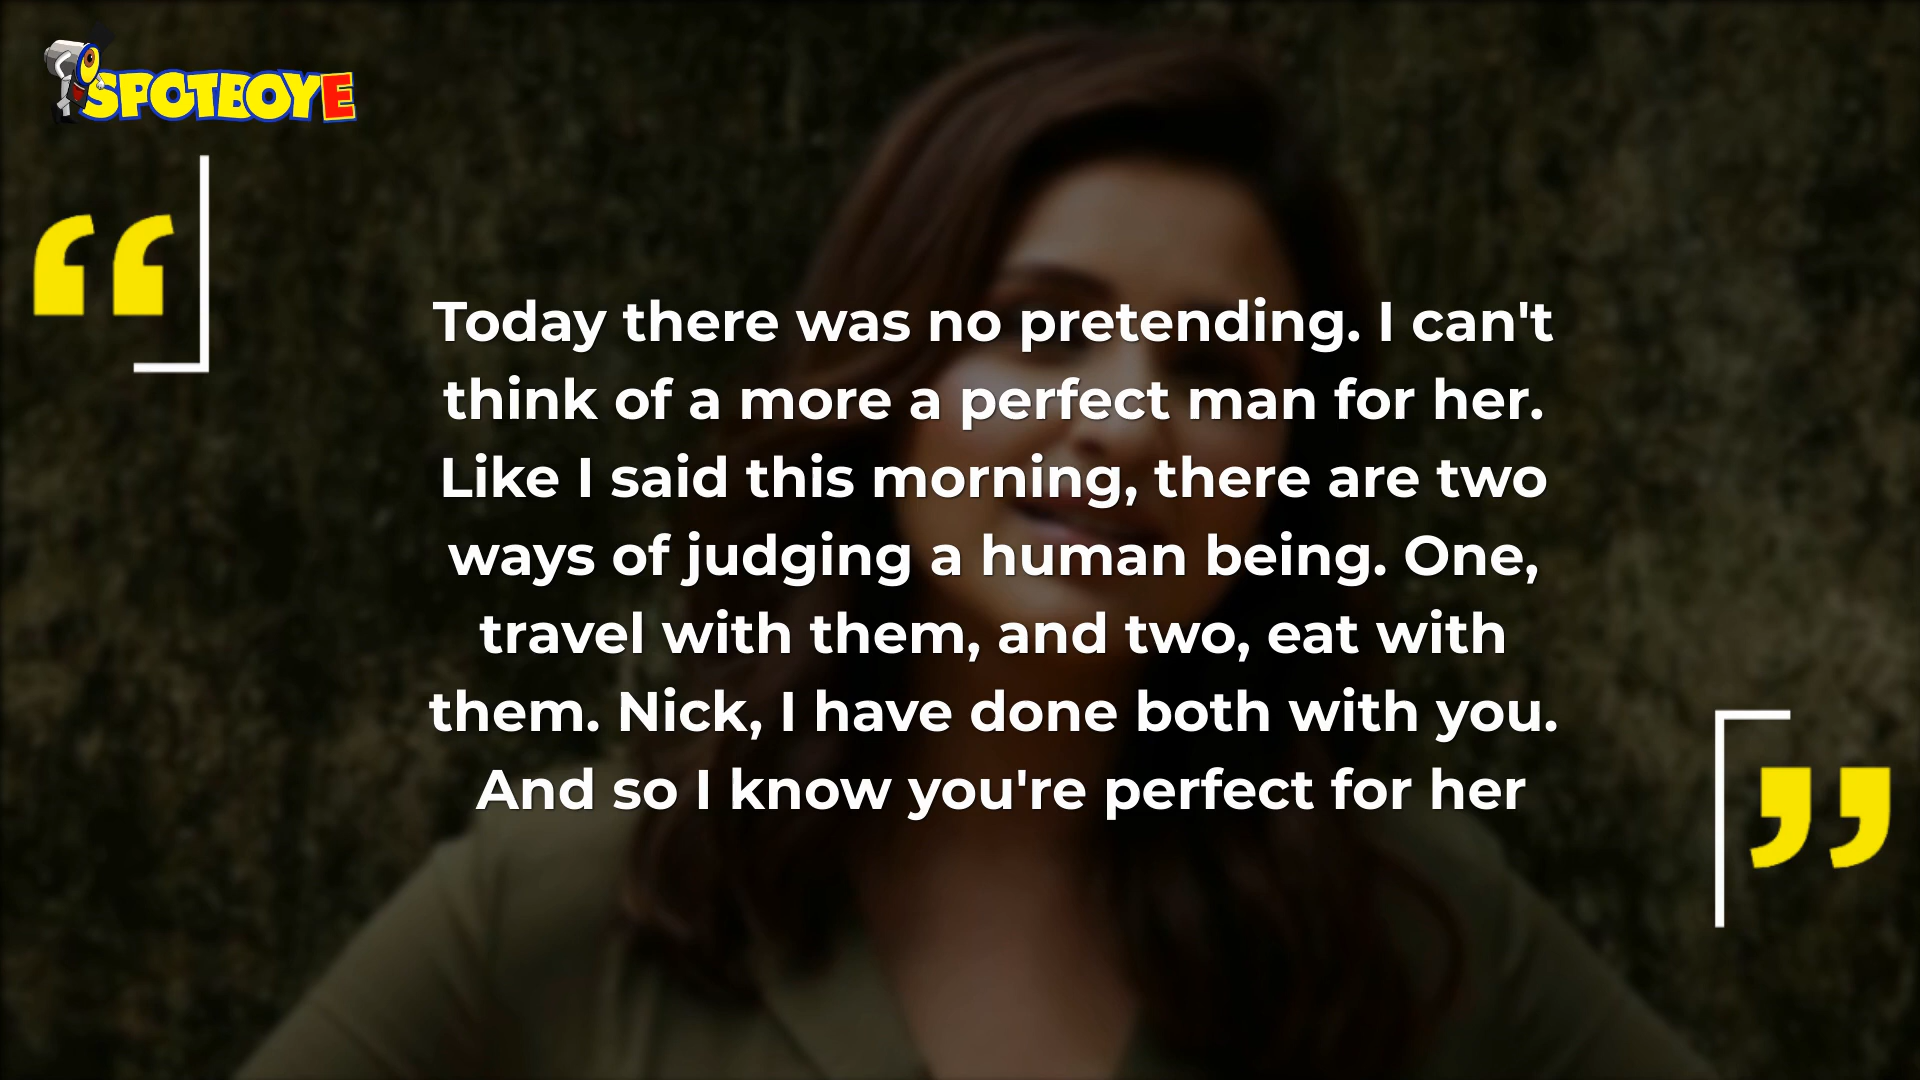 SPOTBOYE
“
Today there was no pretending. I can't
think of a more a perfect man for her.
Like I said this morning, there are two
ways of judging a human being. One,
travel with them, and two, eat with
them. Nick, I have done both with you.
And so I know you're perfect for her
”